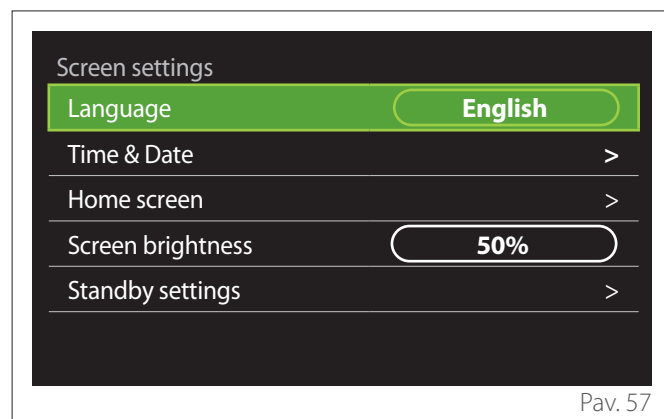 Screen settings
Language English
Time & Date >
Home screen >
Screen brightness 50%
Standby settings >
Pav. 57